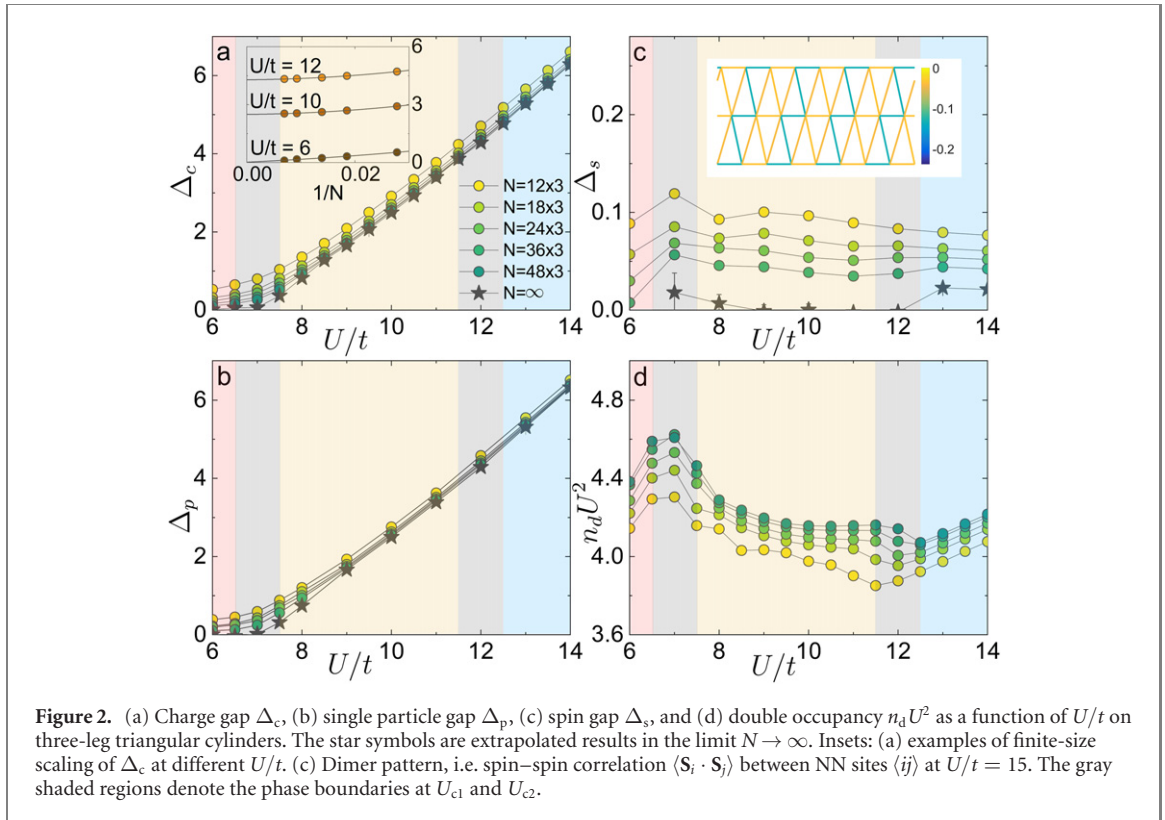 a
6
4
2
0
Δc
U/t = 12
U/t = 10
U/t = 6
6
3
0
0.00 0.02
1/N
N=12x3
N=18x3
N=24x3
N=36x3
N=48x3
N=∞
6 8 10 12 14
U/t
c
0.2
0.1
0.0
Δs
0
-0.1
-0.2
6 8 10 12 14
U/t
b
6
4
2
0
Δp
6 8 10 12 14
U/t
d
4.8
4.4
4.0
3.6
n_d U²
6 8 10 12 14
U/t
Figure 2. (a) Charge gap Δc, (b) single particle gap Δp, (c) spin gap Δs, and (d) double occupancy ndU² as a function of U/t on
three-leg triangular cylinders. The star symbols are extrapolated results in the limit N → ∞. Insets: (a) examples of finite-size
scaling of Δc at different U/t. (c) Dimer pattern, i.e. spin–spin correlation ⟨Si · Sj⟩ between NN sites ⟨ij⟩ at U/t = 15. The gray
shaded regions denote the phase boundaries at Uc1 and Uc2.